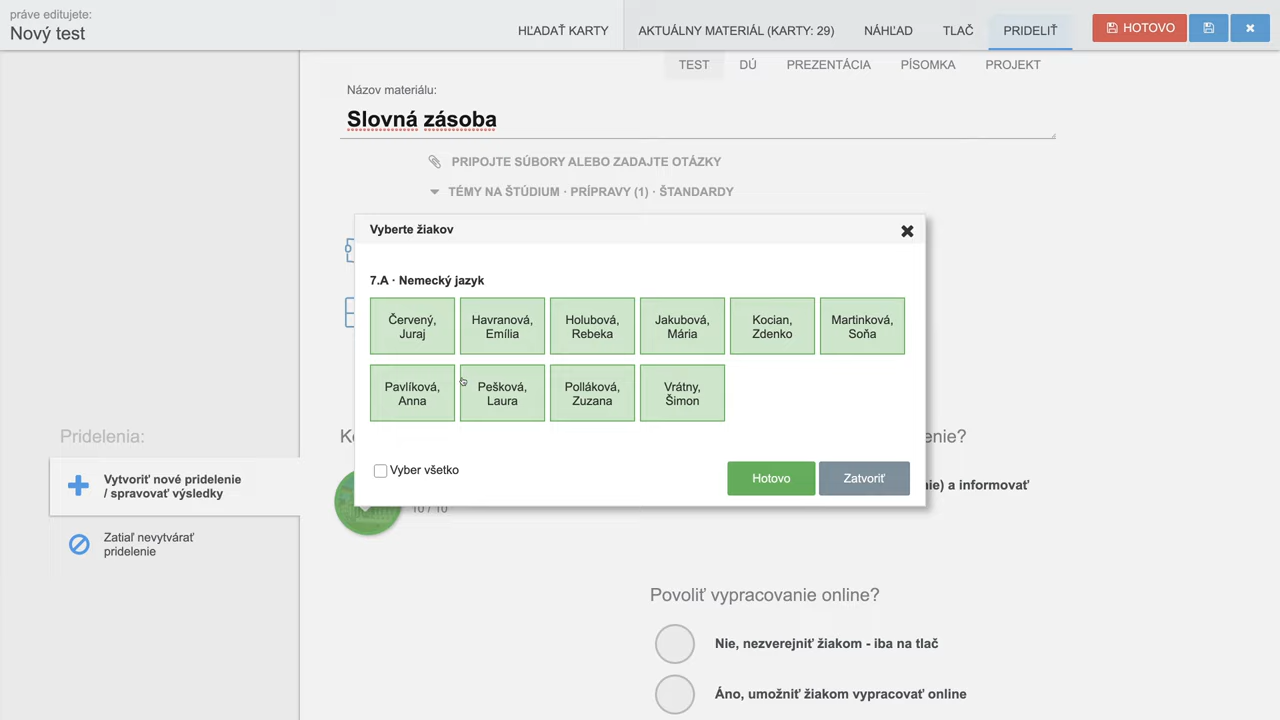 práve editujete:
Nový test
HĽADAŤ KARTY
AKTUÁLNY MATERIÁL (KARTY: 29)
NÁHĽAD
TLAČ
PRIDELIŤ
HOTOVO
TEST
DÚ
PREZENTÁCIA
PÍSOMKA
PROJEKT
Názov materiálu:
Slovná zásoba
PRIPOJTE SÚBORY ALEBO ZADAJTE OTÁZKY
TÉMY NA ŠTÚDIUM · PRÍPRAVY (1) · ŠTANDARDY
Vyberte žiakov
7.A · Nemecký jazyk
Červený, Juraj
Havranová, Emília
Holubová, Rebeka
Jakubová, Mária
Kocian, Zdenko
Martinková, Soňa
Pavlíková, Anna
Pešková, Laura
Polláková, Zuzana
Vrátny, Šimon
Vyber všetko
Hotovo
Zatvoriť
Pridelenia:
Vytvoriť nové pridelenie
/ spravovať výsledky
Zatiaľ nevytvárať
pridelenie
a informovať
10 / 10
Povoliť vypracovanie online?
Nie, nezverejniť žiakom - iba na tlač
Áno, umožniť žiakom vypracovať online